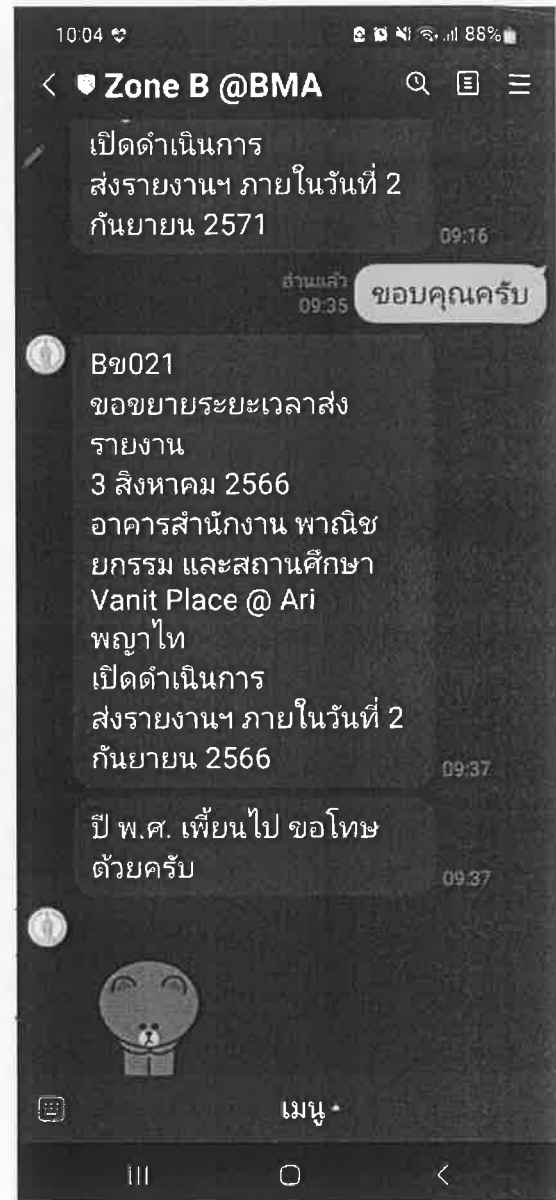 10:04
88%
Zone B @BMA
เปิดดำเนินการ
ส่งรายงานฯ ภายในวันที่ 2
กันยายน 2571
09:16
อ่านแล้ว
09:35
ขอบคุณครับ
Bข021
ขอขยายระยะเวลาส่ง
รายงาน
3 สิงหาคม 2566
อาคารสำนักงาน พาณิช
ยกรรม และสถานศึกษา
Vanit Place @ Ari
พญาไท
เปิดดำเนินการ
ส่งรายงานฯ ภายในวันที่ 2
กันยายน 2566
09:37
ปี พ.ศ. เพี้ยนไป ขอโทษ
ด้วยครับ
09:37
เมนู